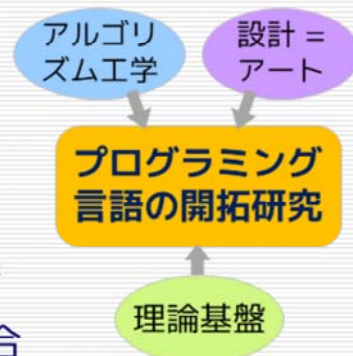 アルゴリ
ズム工学
設計 =
アート
プログラミング
言語の開拓研究
理論基盤
合